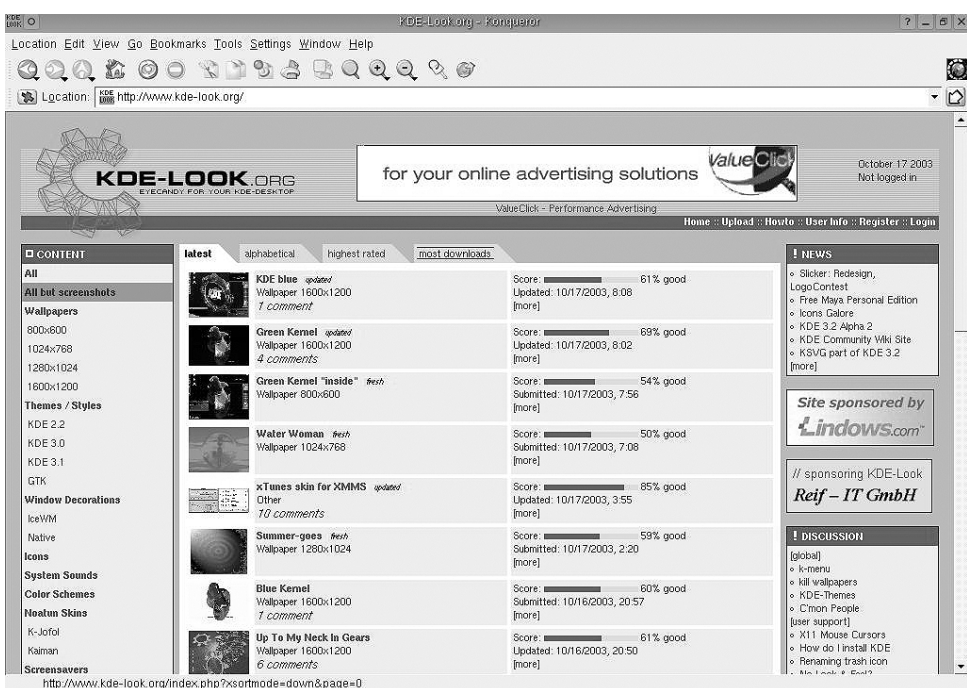 KDE LOOK
KDE-Look.org - Konqueror
Location Edit View Go Bookmarks Tools Settings Window Help
Location: KDE LOOK http://www.kde-look.org/
KDE-LOOK.ORG
EYECANDY FOR YOUR KDE-DESKTOP
for your online advertising solutions
ValueClick
ValueClick - Performance Advertising
October 17 2003
Not logged in
Home :: Upload :: Howto :: User Info :: Register :: Login
CONTENT
All
All but screenshots
Wallpapers
800x600
1024x768
1280x1024
1600x1200
Themes / Styles
KDE 2.2
KDE 3.0
KDE 3.1
GTK
Window Decorations
IceWM
Native
Icons
System Sounds
Color Schemes
Noatun Skins
K-Jofol
Kaiman
Screensavers
latest alphabetical highest rated most downloads
KDE blue updated
Wallpaper 1600x1200
1 comment
Score: 61% good
Updated: 10/17/2003, 8:08
[more]
Green Kernel updated
Wallpaper 1600x1200
4 comments
Score: 69% good
Updated: 10/17/2003, 8:02
[more]
Green Kernel "inside" fresh
Wallpaper 800x600
Score: 54% good
Submitted: 10/17/2003, 7:56
[more]
Water Woman fresh
Wallpaper 1024x768
Score: 50% good
Submitted: 10/17/2003, 7:08
[more]
xTunes skin for XMMS updated
Other
10 comments
Score: 85% good
Updated: 10/17/2003, 3:55
[more]
Summer-goes fresh
Wallpaper 1280x1024
Score: 59% good
Submitted: 10/17/2003, 2:20
[more]
Blue Kernel
Wallpaper 1600x1200
1 comment
Score: 60% good
Submitted: 10/16/2003, 20:57
[more]
Up To My Neck In Gears
Wallpaper 1600x1200
6 comments
Score: 61% good
Submitted: 10/16/2003, 20:50
[more]
! NEWS
Slicker: Redesign,
LogoContest
Free Maya Personal Edition
Icons Galore
KDE 3.2 Alpha 2
KDE Community Wiki Site
KSVG part of KDE 3.2
[more]
Site sponsored by
Lindows.com™
// sponsoring KDE-Look
Reif – IT GmbH
! DISCUSSION
[global]
k-menu
kill wallpapers
KDE-Themes
C'mon People
[user support]
X11 Mouse Cursors
How do I install KDE
Renaming trash icon
No Look & Feel?
http://www.kde-look.org/index.php?xsortmode=down&page=0